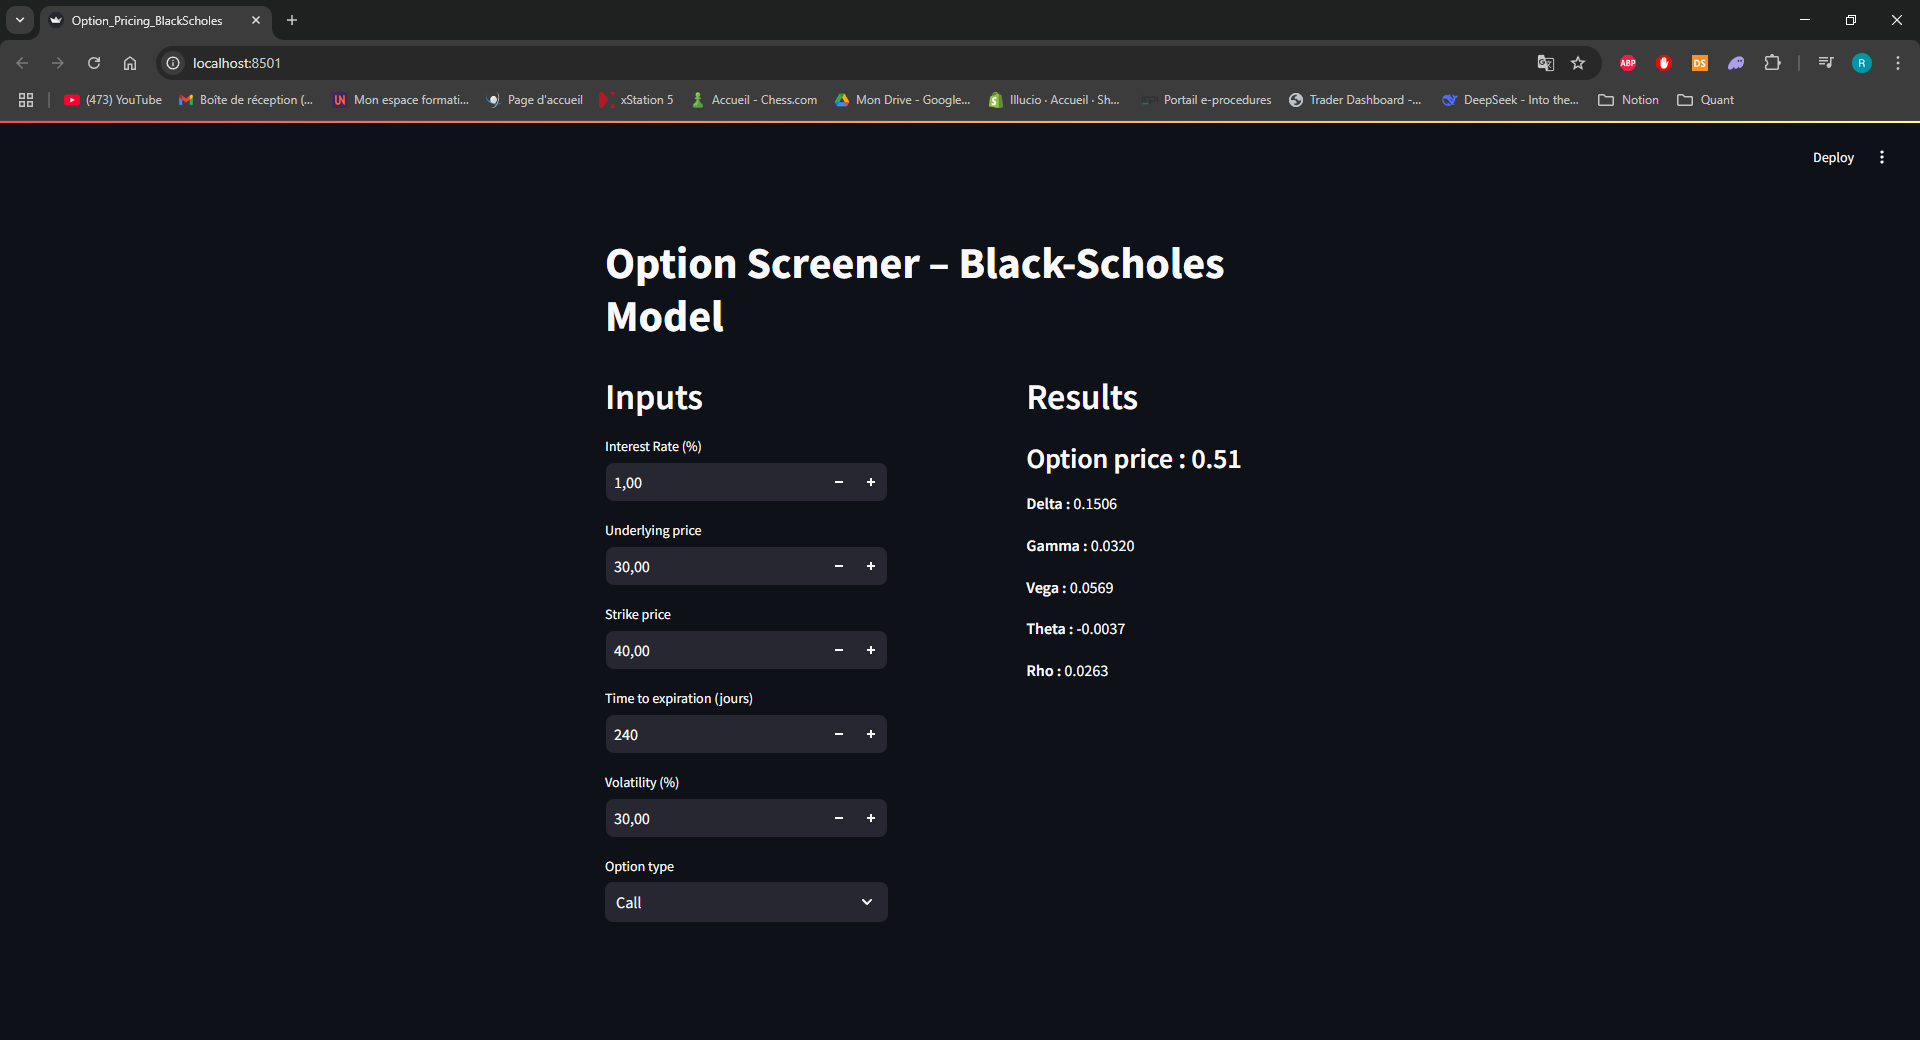 Option_Pricing_BlackScholes
localhost:8501
ABP
DS
R
(473) YouTube
Boîte de réception (...
UN
Mon espace formati...
Page d'accueil
xStation 5
Accueil - Chess.com
Mon Drive - Google...
Illucio · Accueil · Sh...
Portail e-procedures
Trader Dashboard -...
DeepSeek - Into the...
Notion
Quant
Deploy
Option Screener – Black-Scholes
Model
Inputs
Interest Rate (%)
1,00
Underlying price
30,00
Strike price
40,00
Time to expiration (jours)
240
Volatility (%)
30,00
Option type
Call
Results
Option price : 0.51
Delta : 0.1506
Gamma : 0.0320
Vega : 0.0569
Theta : -0.0037
Rho : 0.0263